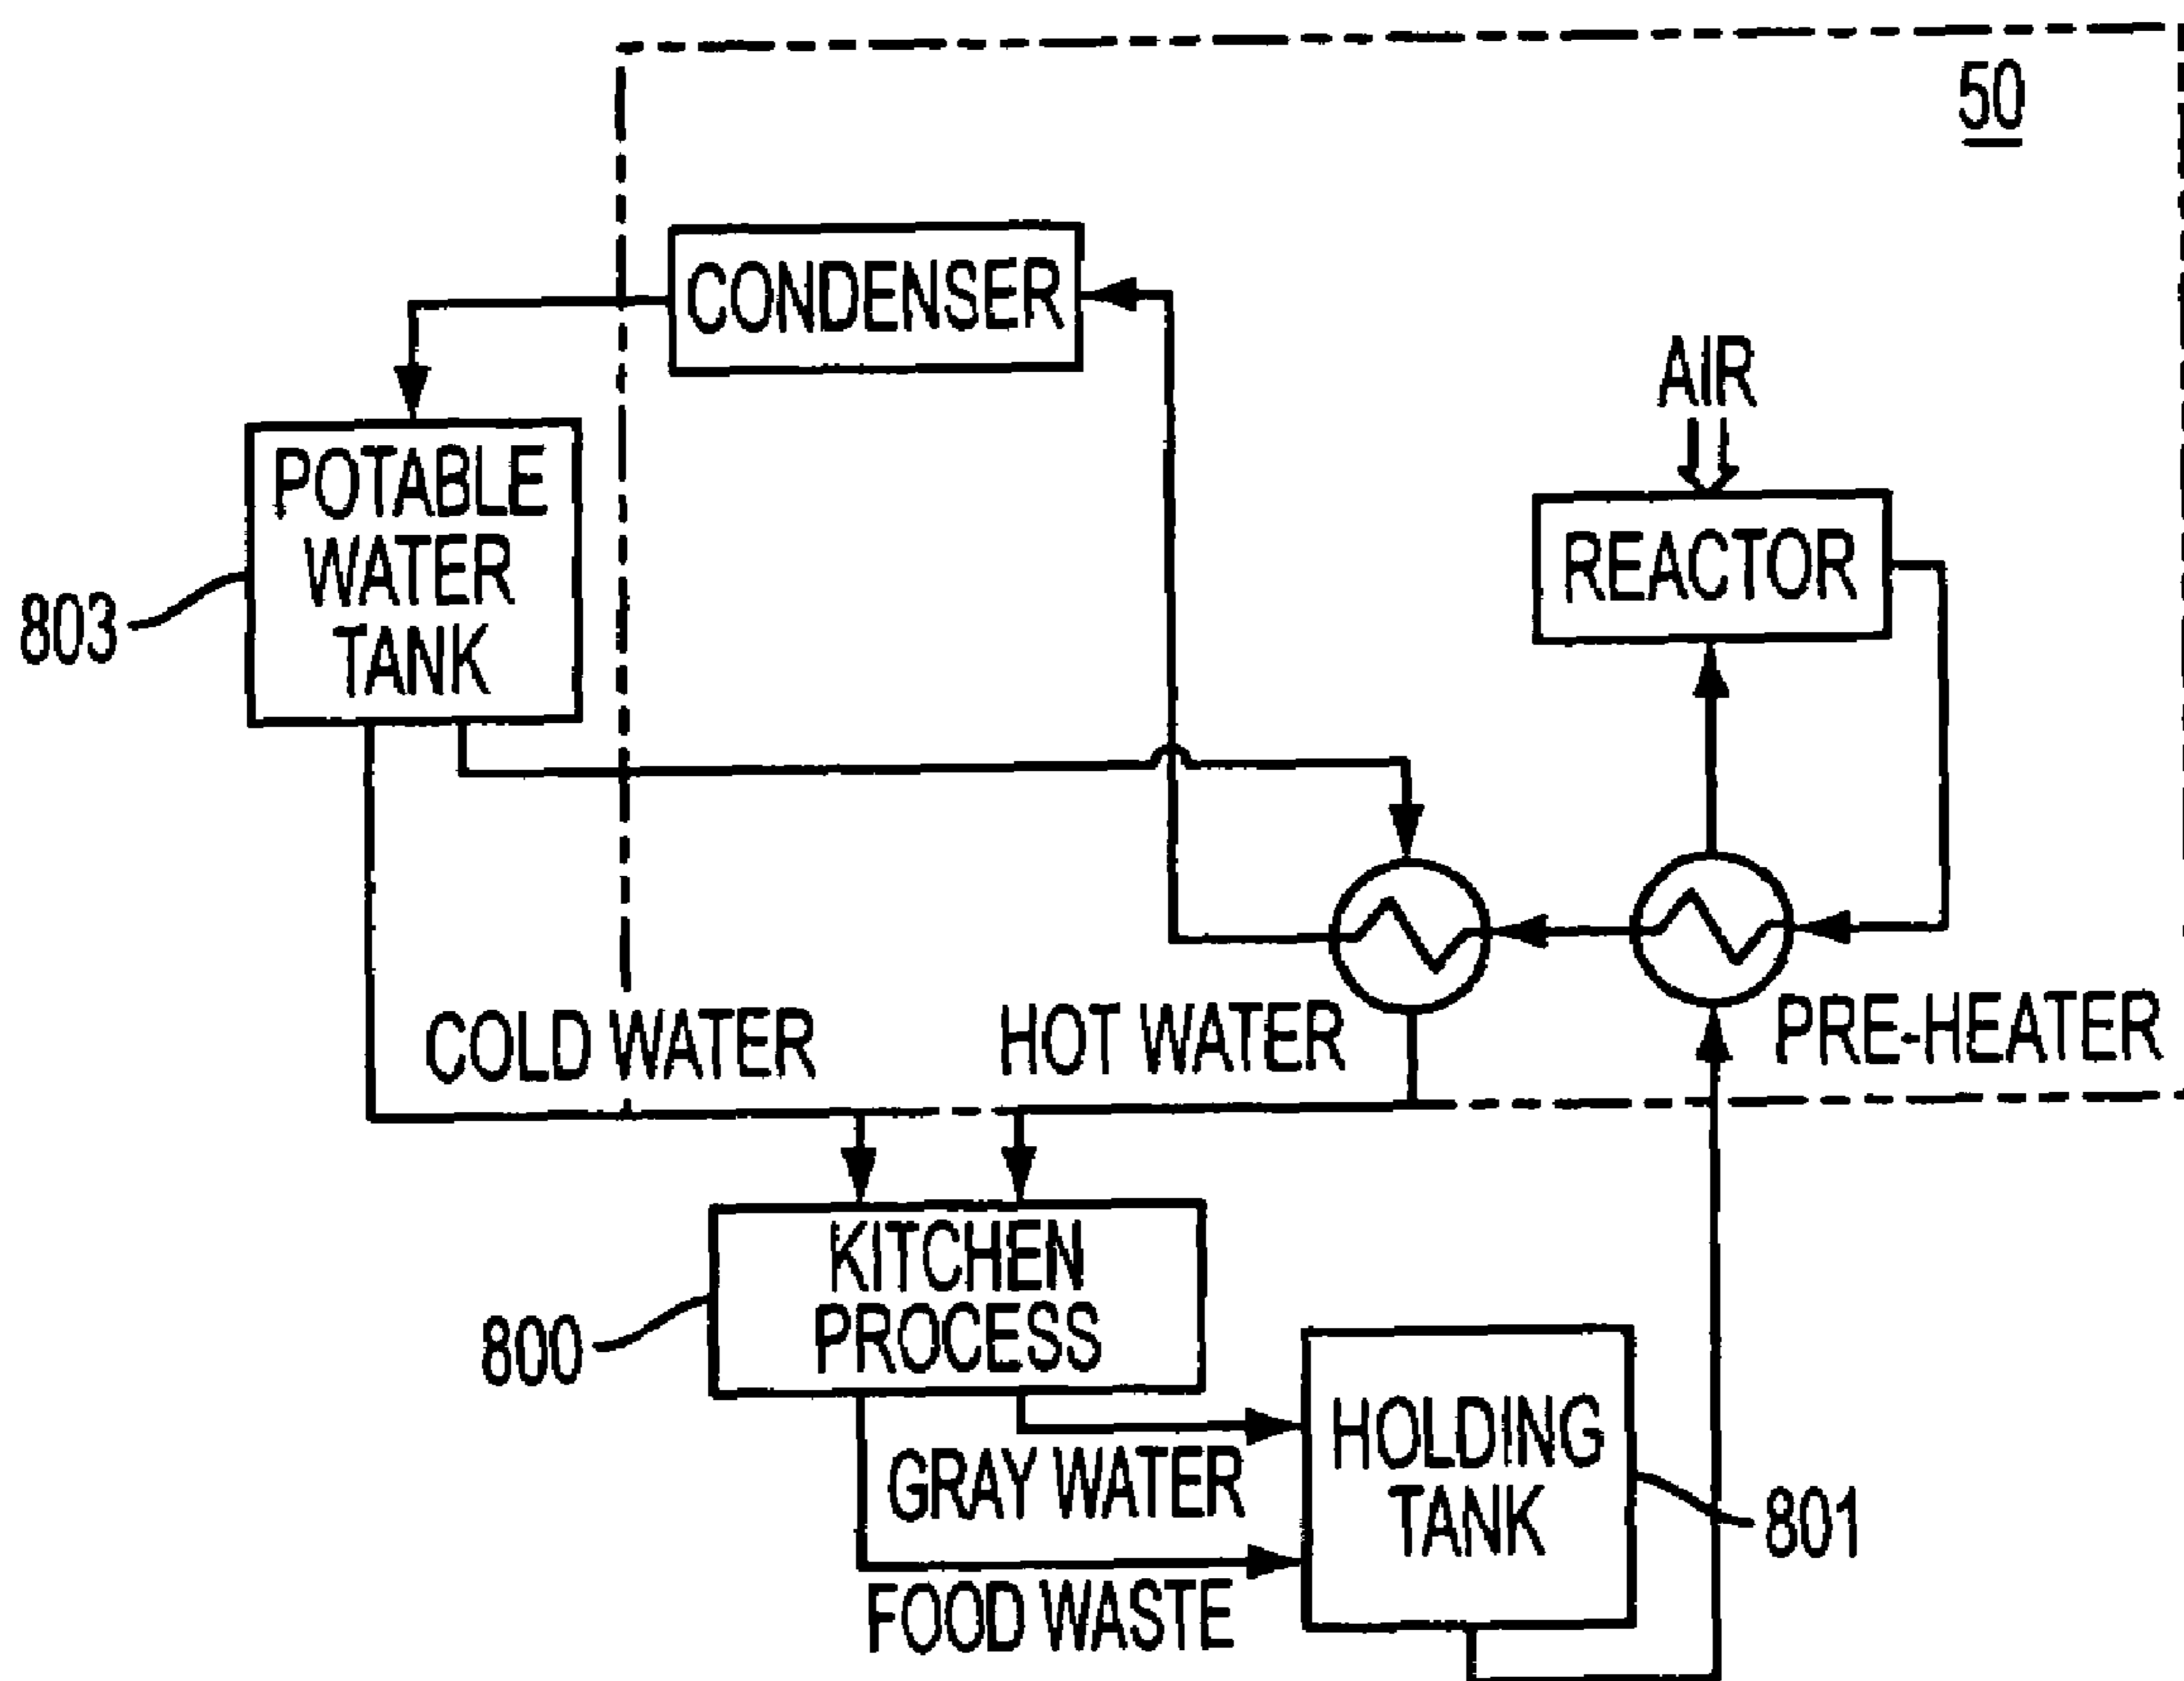 50
CONDENSER
AIR
POTABLE
WATER
TANK
REACTOR
803
COLD WATER
HOT WATER
PRE-HEATER
KITCHEN
PROCESS
800
HOLDING
TANK
GRAY WATER
801
FOOD WASTE